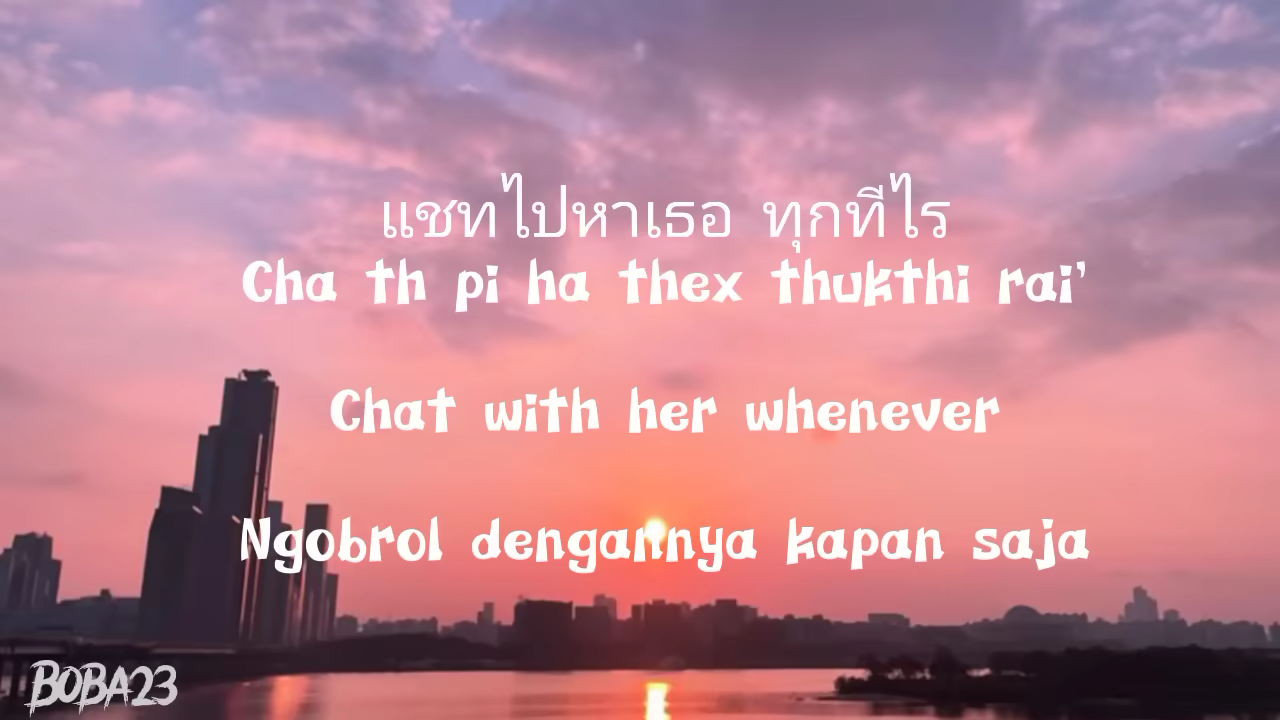 แชทไปหาเธอ ทุกทีไร
Cha th pi ha thex thukthi rai'
Chat with her whenever
Ngobrol dengannya kapan saja
BOBA23